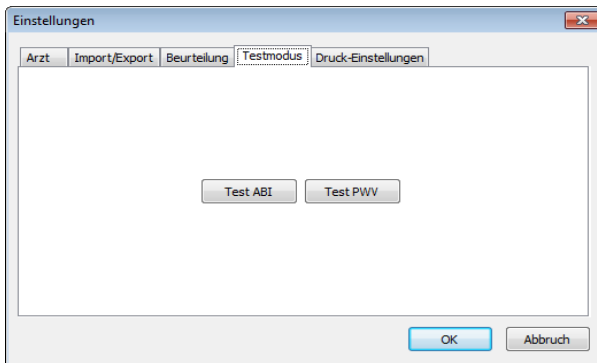 Einstellungen
Arzt Import/Export Beurteilung Testmodus Druck-Einstellungen
Test ABI Test PWV
OK Abbruch